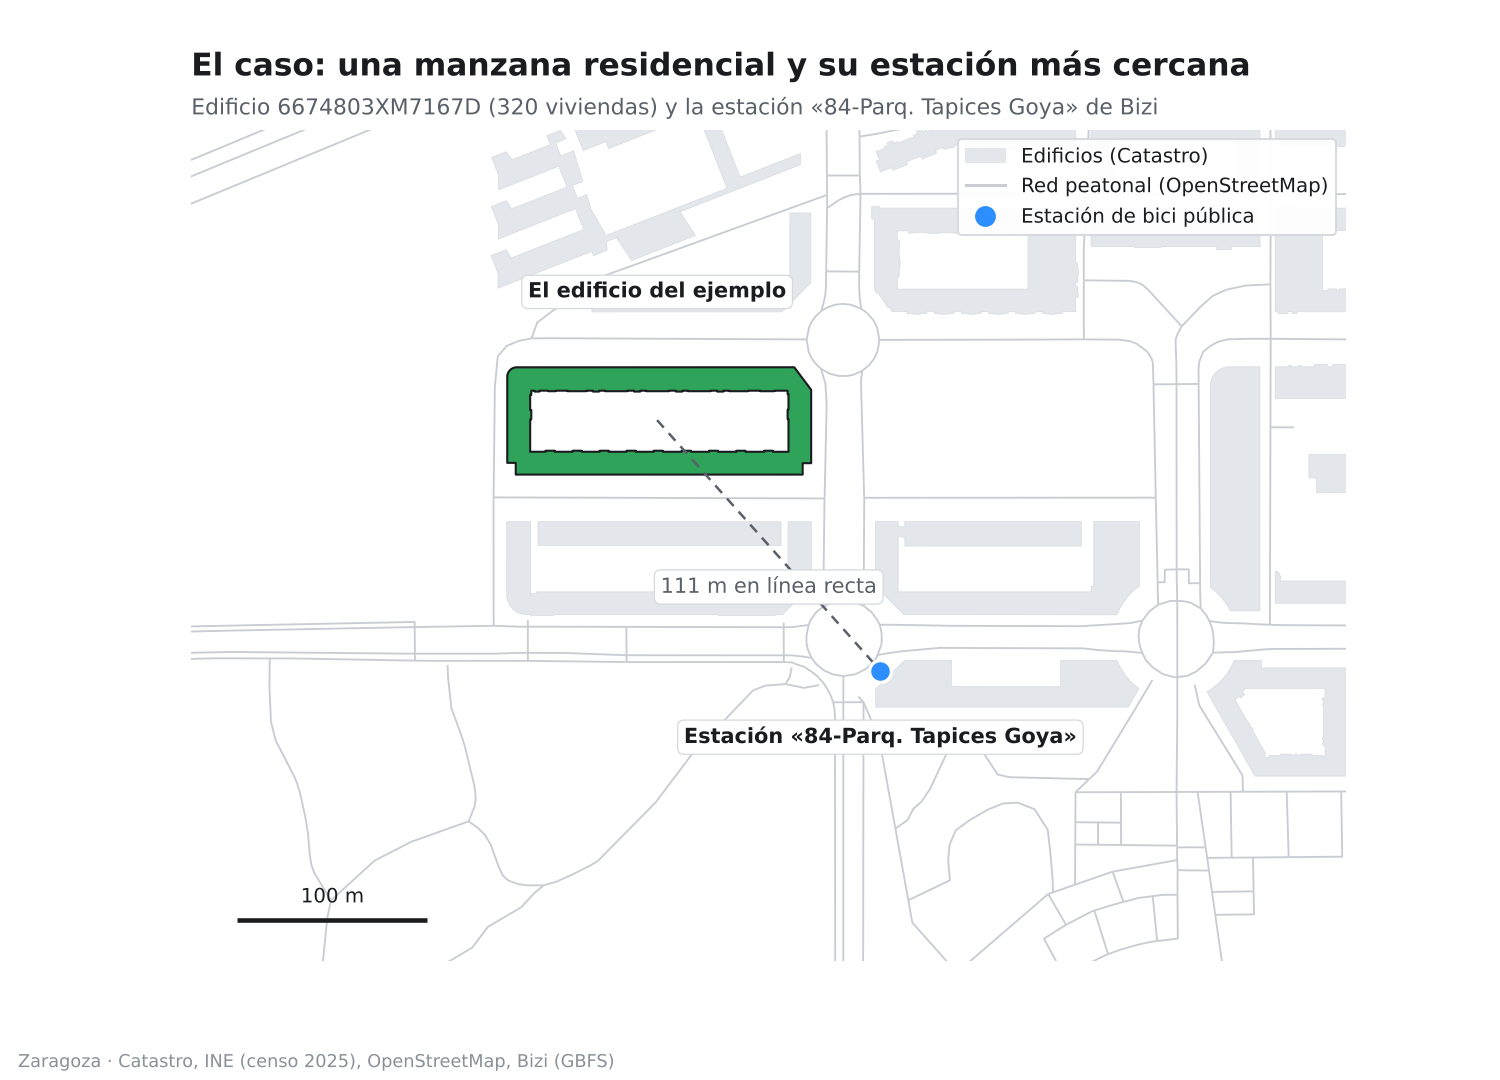 El caso: una manzana residencial y su estación más cercana
Edificio 6674803XM7167D (320 viviendas) y la estación «84-Parq. Tapices Goya» de Bizi
Edificios (Catastro)
Red peatonal (OpenStreetMap)
Estación de bici pública
El edificio del ejemplo
111 m en línea recta
Estación «84-Parq. Tapices Goya»
100 m
Zaragoza · Catastro, INE (censo 2025), OpenStreetMap, Bizi (GBFS)